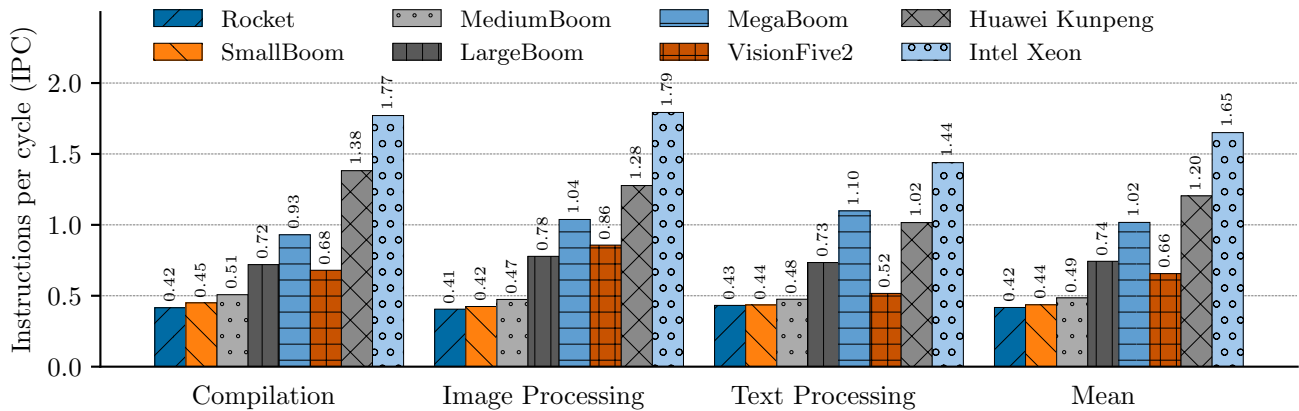 Rocket MediumBoom MegaBoom Huawei Kunpeng
SmallBoom LargeBoom VisionFive2 Intel Xeon
Instructions per cycle (IPC)
2.0
1.5
1.0
0.5
0.0
0.42 0.45 0.51 0.72 0.93 0.68 1.38 1.77
0.41 0.42 0.47 0.78 1.04 0.86 1.28 1.79
0.43 0.44 0.48 0.73 1.10 0.52 1.02 1.44
0.42 0.44 0.49 0.74 1.02 0.66 1.20 1.65
Compilation Image Processing Text Processing Mean